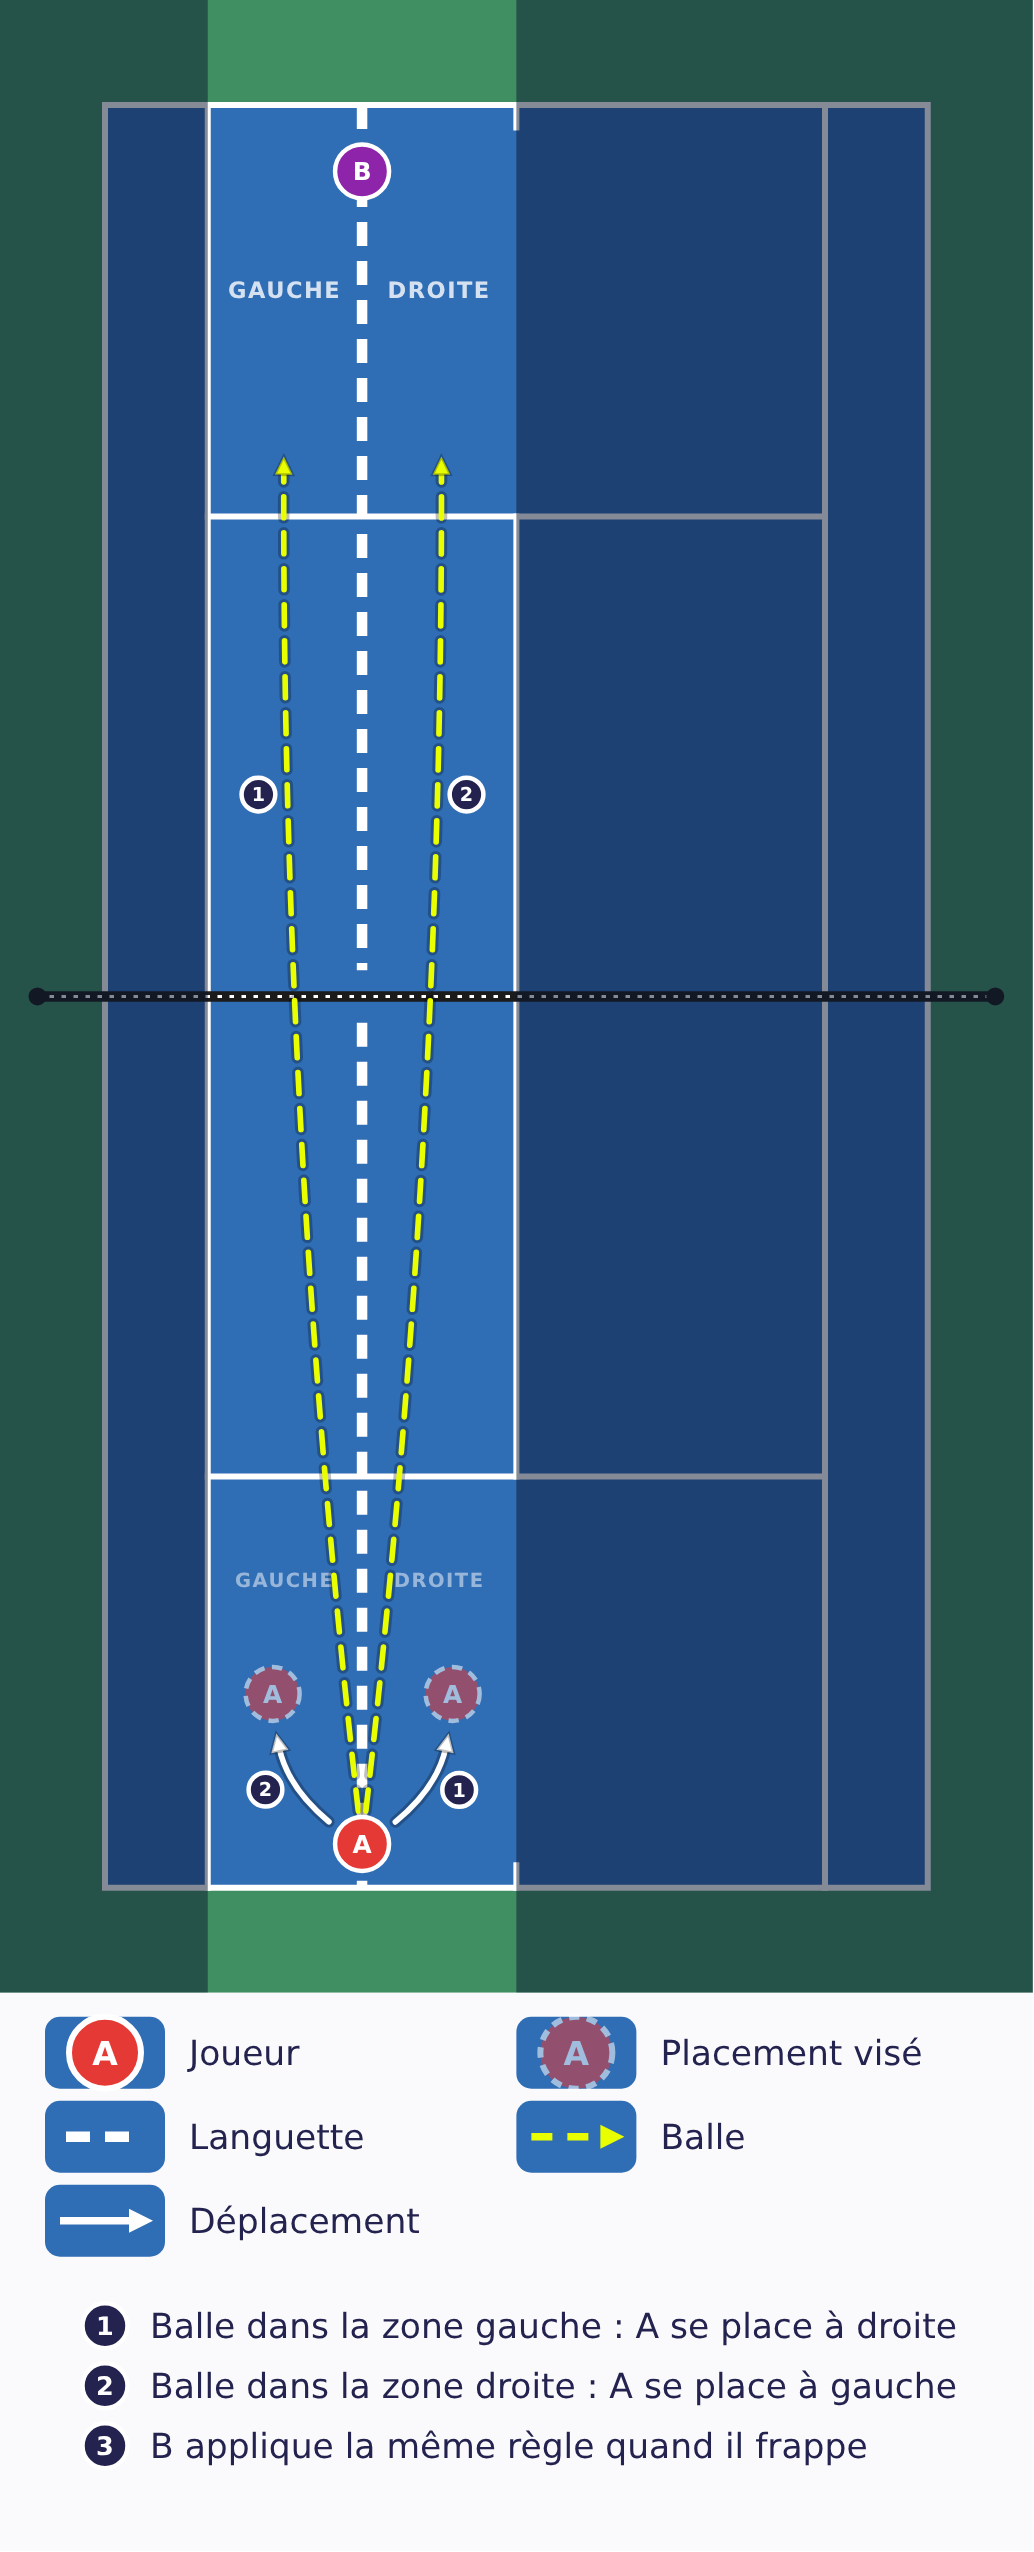 B
GAUCHE DROITE
1 2
GAUCHE DROITE
A A
2 1
A
A Joueur
A Placement visé
Languette
Balle
Déplacement
1 Balle dans la zone gauche : A se place à droite
2 Balle dans la zone droite : A se place à gauche
3 B applique la même règle quand il frappe